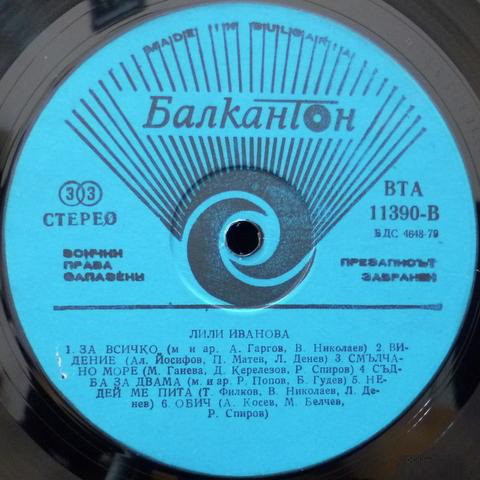 MADE IN BULGARIA
Балкантон
33
СТЕРЕО
ВТА
11390-В
БДС 4648-79
ВСИЧКИ
ПРАВА
ЗАПАЗЕНЫ
ПРЕЗАПИСЪТ
ЗАБРАНЕН
ЛИЛИ ИВАНОВА
1. ЗА ВСИЧКО (м и ар. А. Гаргов, В. Николаев) 2. ВИ-
ДЕНИЕ (Ал. Йосифов, П. Матев, Л. Денев) 3. СМЪЛЧА-
НО МОРЕ (М. Ганева, Д. Керелезов, Р. Спиров) 4. СЪД-
БА ЗА ДВАМА (м и ар. Р. Попов, Б. Гудев) 5. НЕ-
ДЕЙ МЕ ПИТА (Т. Филков, В. Николаев, Л. Де-
нев) 6. ОБИЧ (А. Косев, М. Белчев,
Р. Спиров)